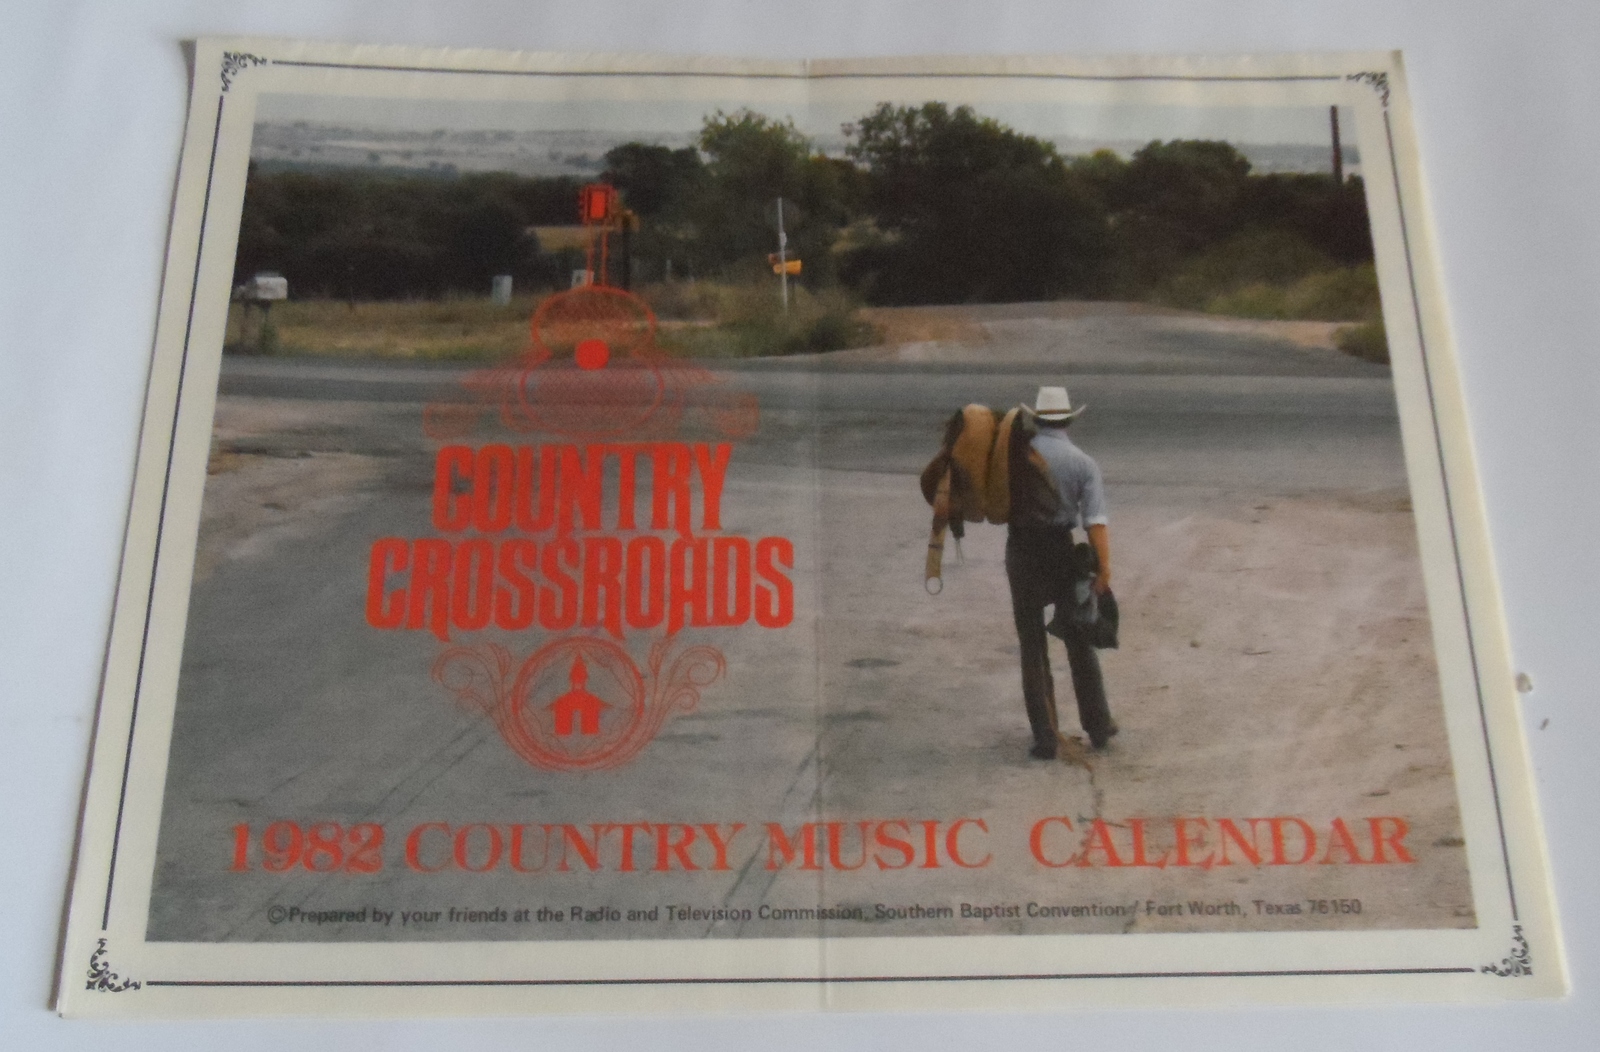 COUNTRY
CROSSROADS
1982 COUNTRY MUSIC CALENDAR
©Prepared by your friends at the Radio and Television Commission, Southern Baptist Convention / Fort Worth, Texas 76150